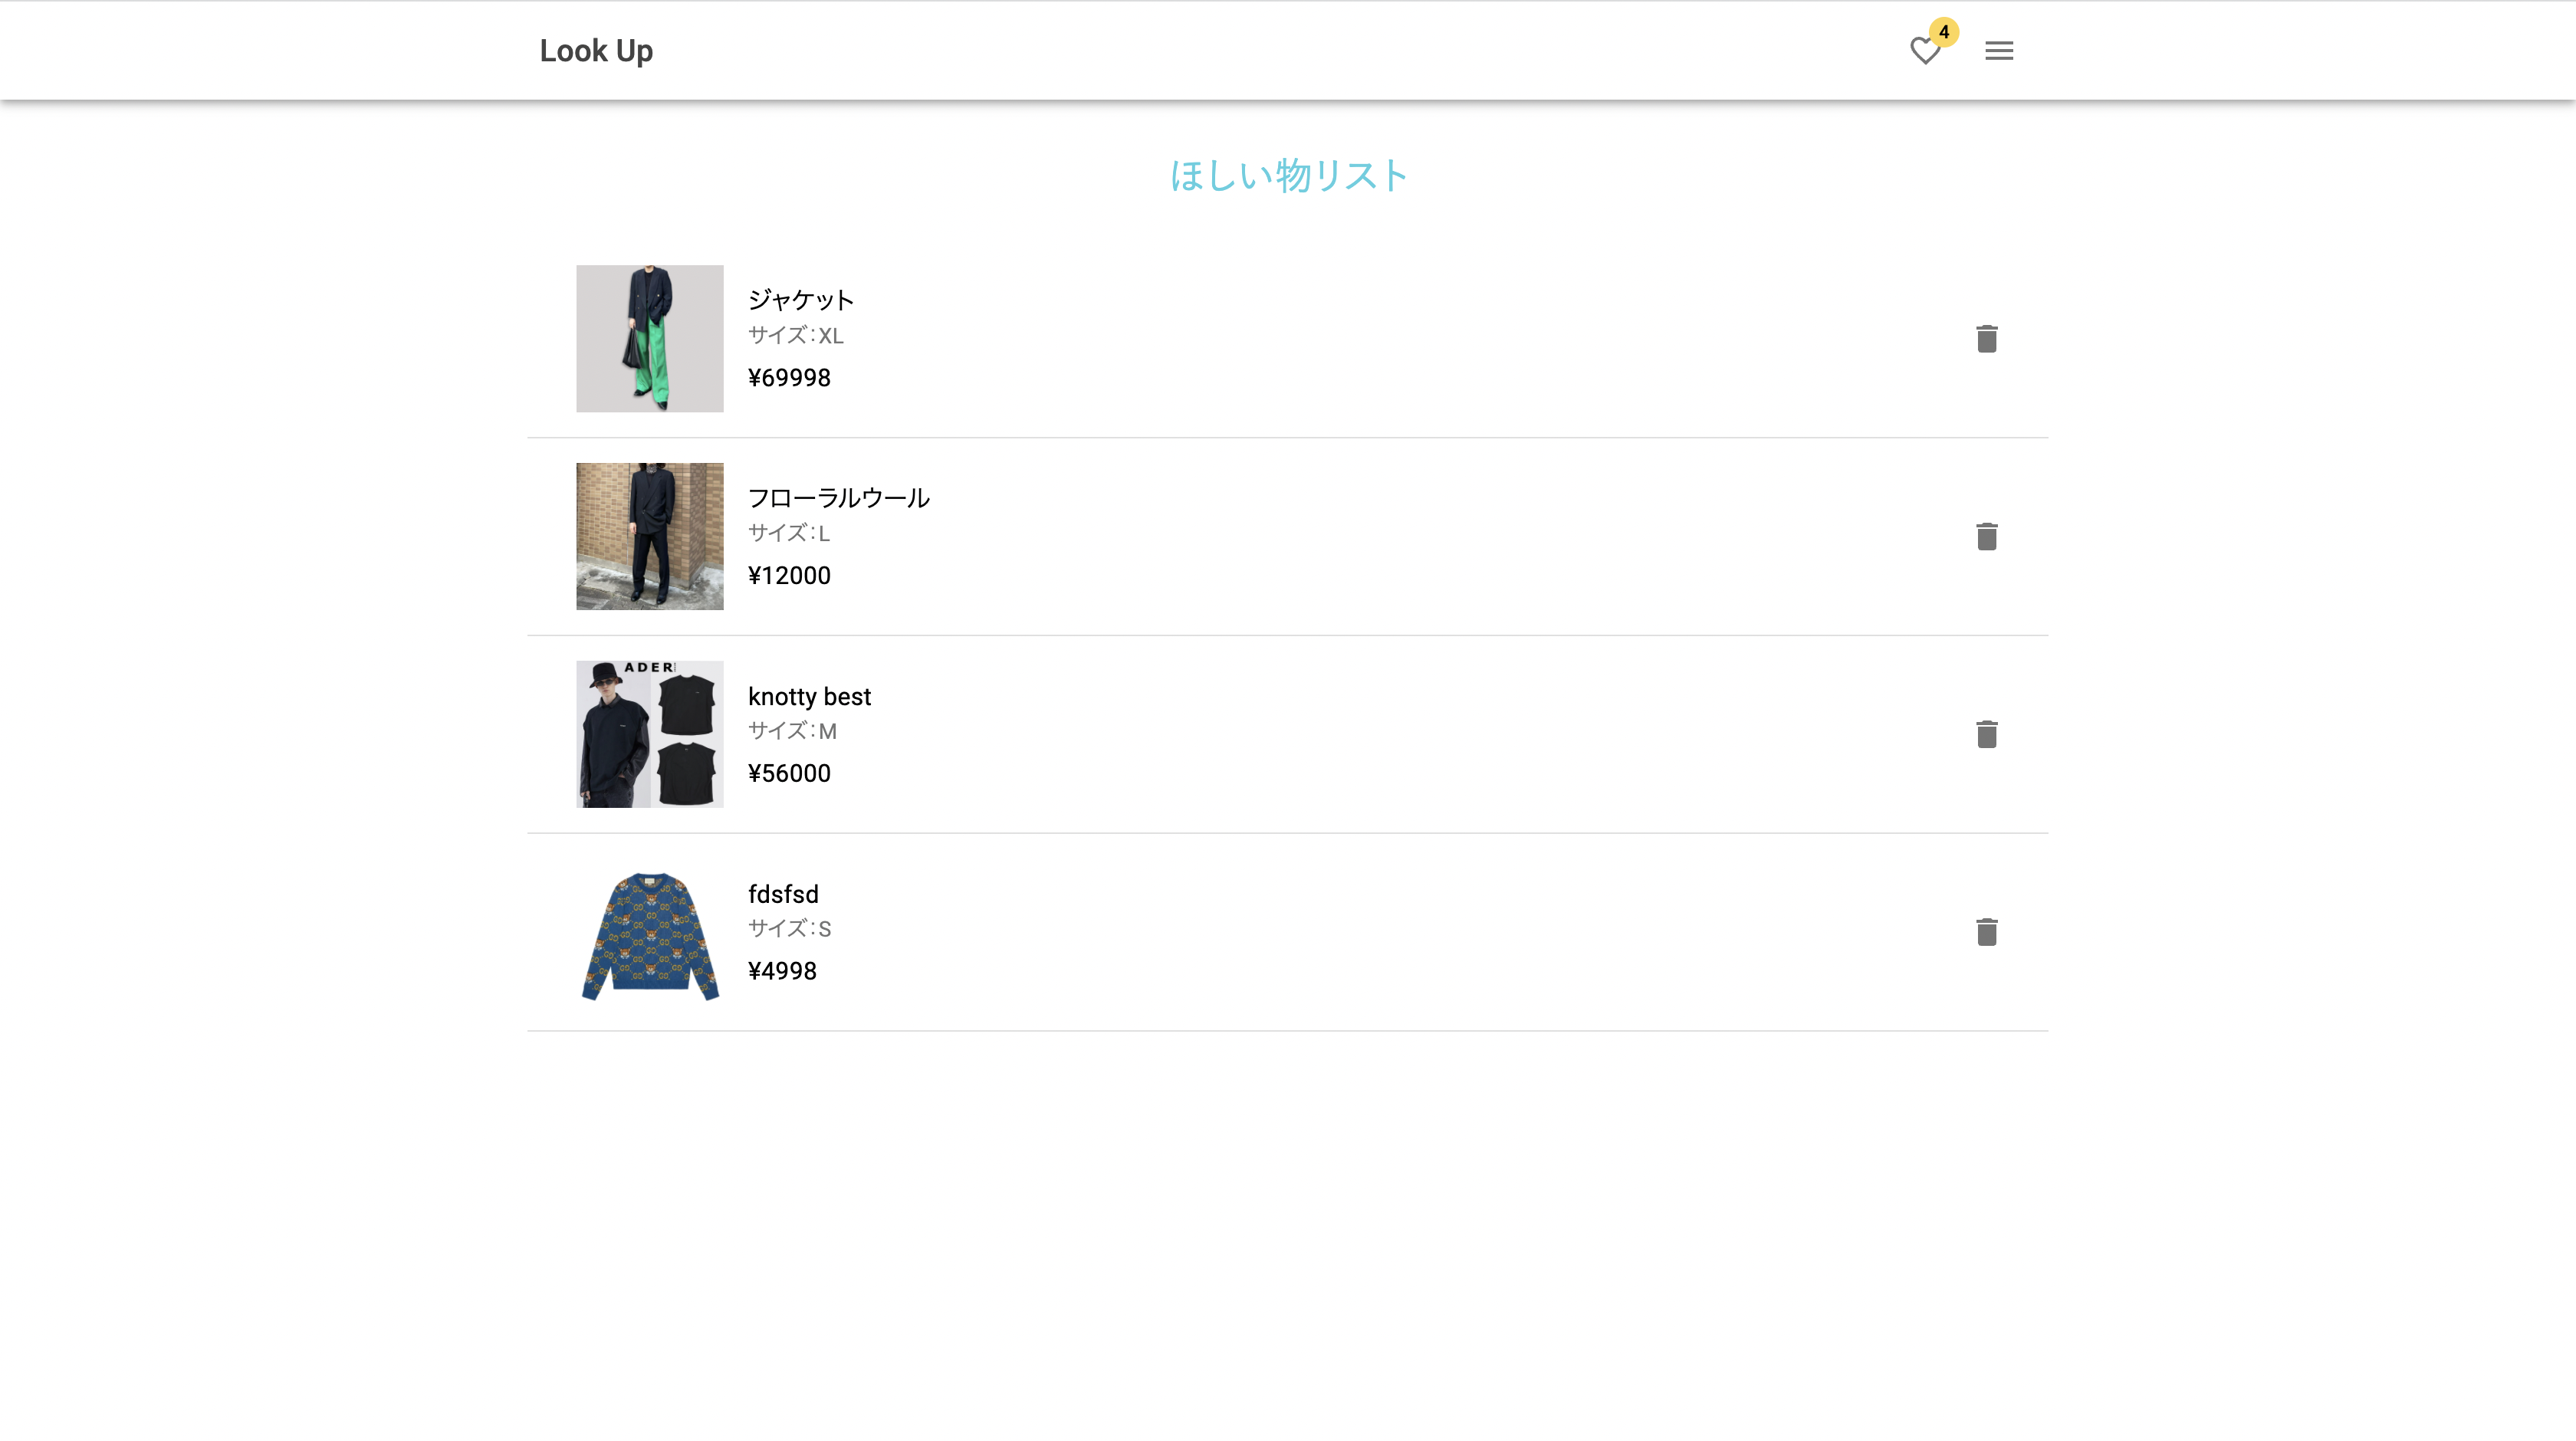 Look Up
4
ほしい物リスト
ジャケット
サイズ：XL
¥69998
フローラルウール
サイズ：L
¥12000
ADER
knotty best
サイズ：M
¥56000
fdsfsd
サイズ：S
¥4998